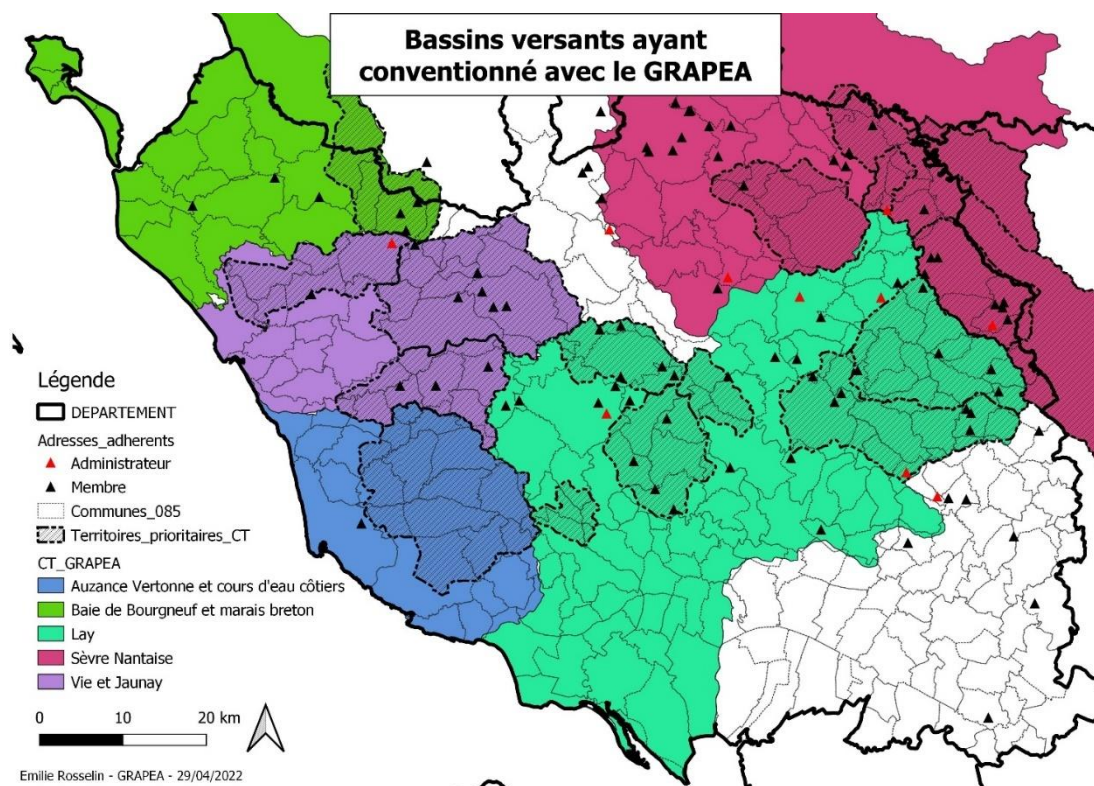 Bassins versants ayant
conventionné avec le GRAPEA
Légende
DEPARTEMENT
Adresses_adherents
Administrateur
Membre
Communes_085
Territoires_prioritaires_CT
CT_GRAPEA
Auzance Vertonne et cours d'eau côtiers
Baie de Bourgneuf et marais breton
Lay
Sèvre Nantaise
Vie et Jaunay
0 10 20 km
Emilie Rosselin - GRAPEA - 29/04/2022